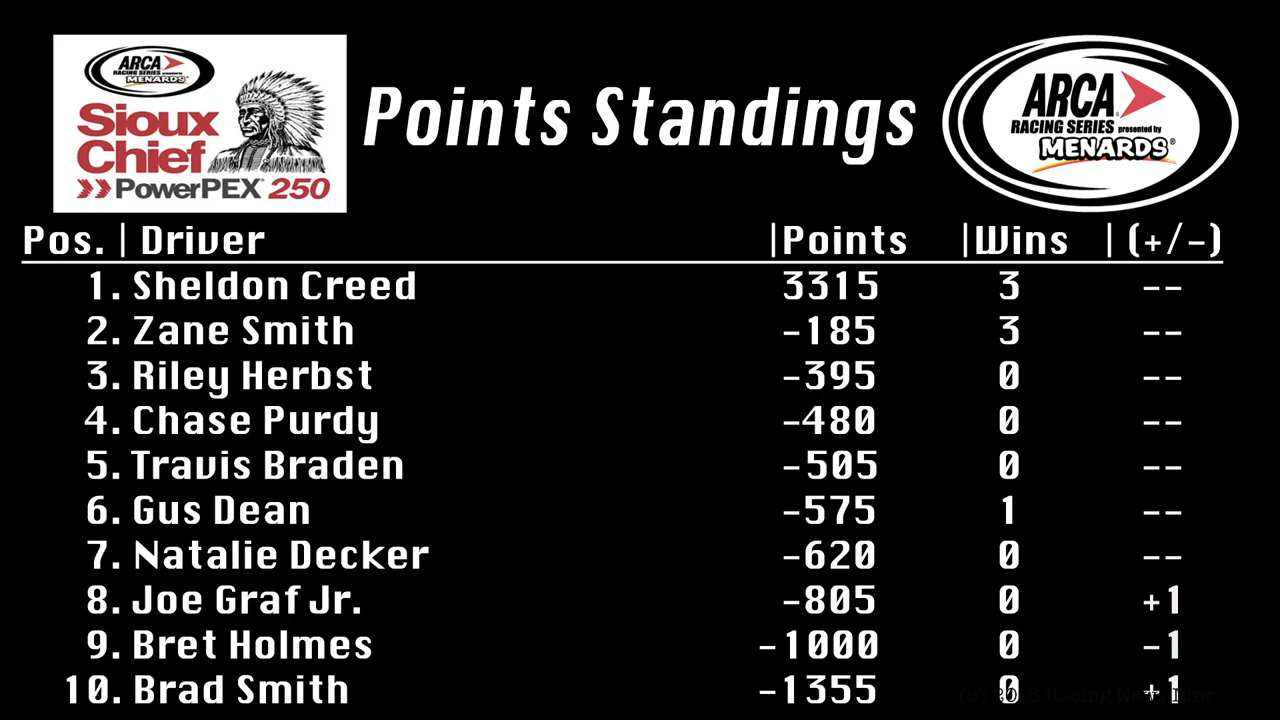 ARCA
RACING SERIES presented by
MENARDS
Sioux
Chief
PowerPEX 250
Points Standings
ARCA
RACING SERIES presented by
MENARDS®
Pos. | Driver |Points |Wins | (+/-)
1. Sheldon Creed 3315 3 --
2. Zane Smith -185 3 --
3. Riley Herbst -395 0 --
4. Chase Purdy -480 0 --
5. Travis Braden -505 0 --
6. Gus Dean -575 1 --
7. Natalie Decker -620 0 --
8. Joe Graf Jr. -805 0 +1
9. Bret Holmes -1000 0 -1
10. Brad Smith -1355 0 +1
(c) Racing